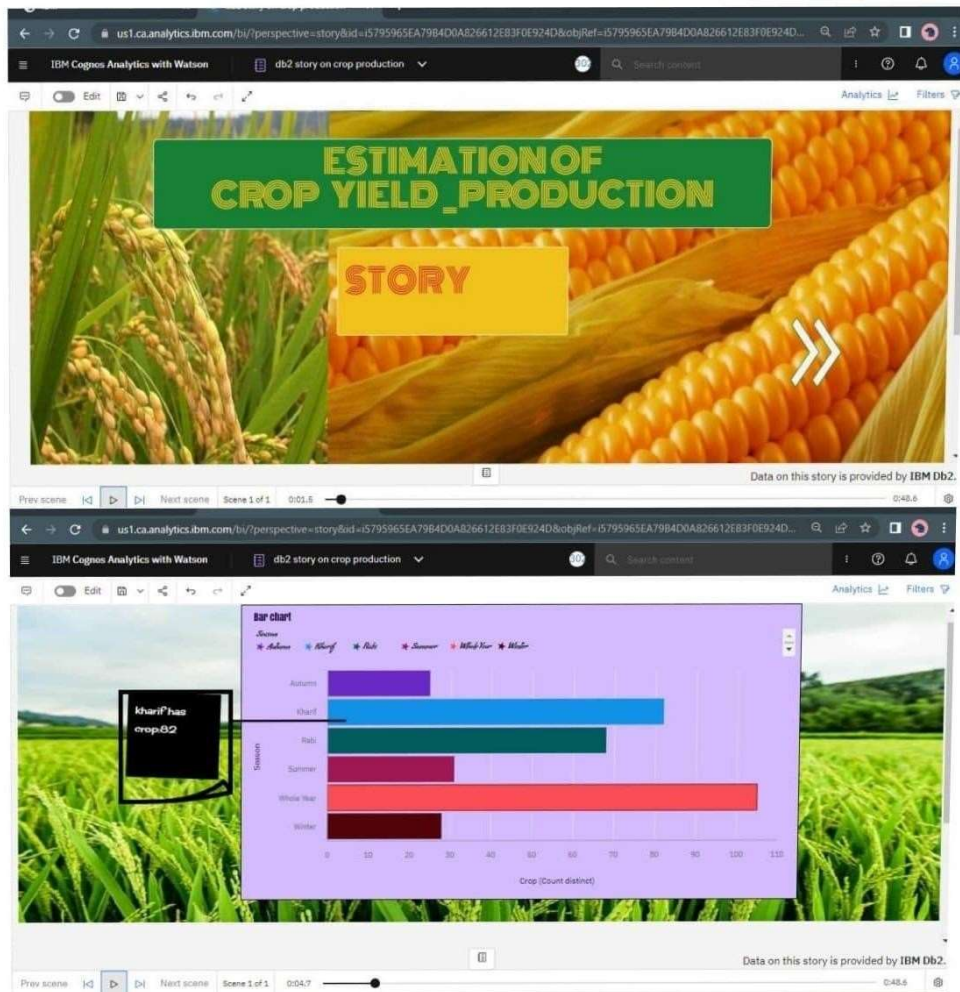 us1.ca.analytics.ibm.com/bi/?perspective=story&id=i5795965EA79B4D0A826612E83F0E924D&objRef=i5795965EA79B4D0A826612E83F0E924D...
IBM Cognos Analytics with Watson db2 story on crop production Search content
Edit Analytics Filters
ESTIMATION OF
CROP YIELD_PRODUCTION
STORY
Data on this story is provided by IBM Db2.
Prev scene Next scene Scene 1 of 1 0:01.5 0:48.6
us1.ca.analytics.ibm.com/bi/?perspective=story&id=i5795965EA79B4D0A826612E83F0E924D&objRef=i5795965EA79B4D0A826612E83F0E924D...
IBM Cognos Analytics with Watson db2 story on crop production Search content
Edit Analytics Filters
Bar chart
Season
Autumn Kharif Rabi Summer Whole Year Winter
kharif has
crop:82
Season
Autumn
Kharif
Rabi
Summer
Whole Year
Winter
0 10 20 30 40 50 60 70 80 90 100 110
Crop (Count distinct)
Data on this story is provided by IBM Db2.
Prev scene Next scene Scene 1 of 1 0:04.7 0:48.6